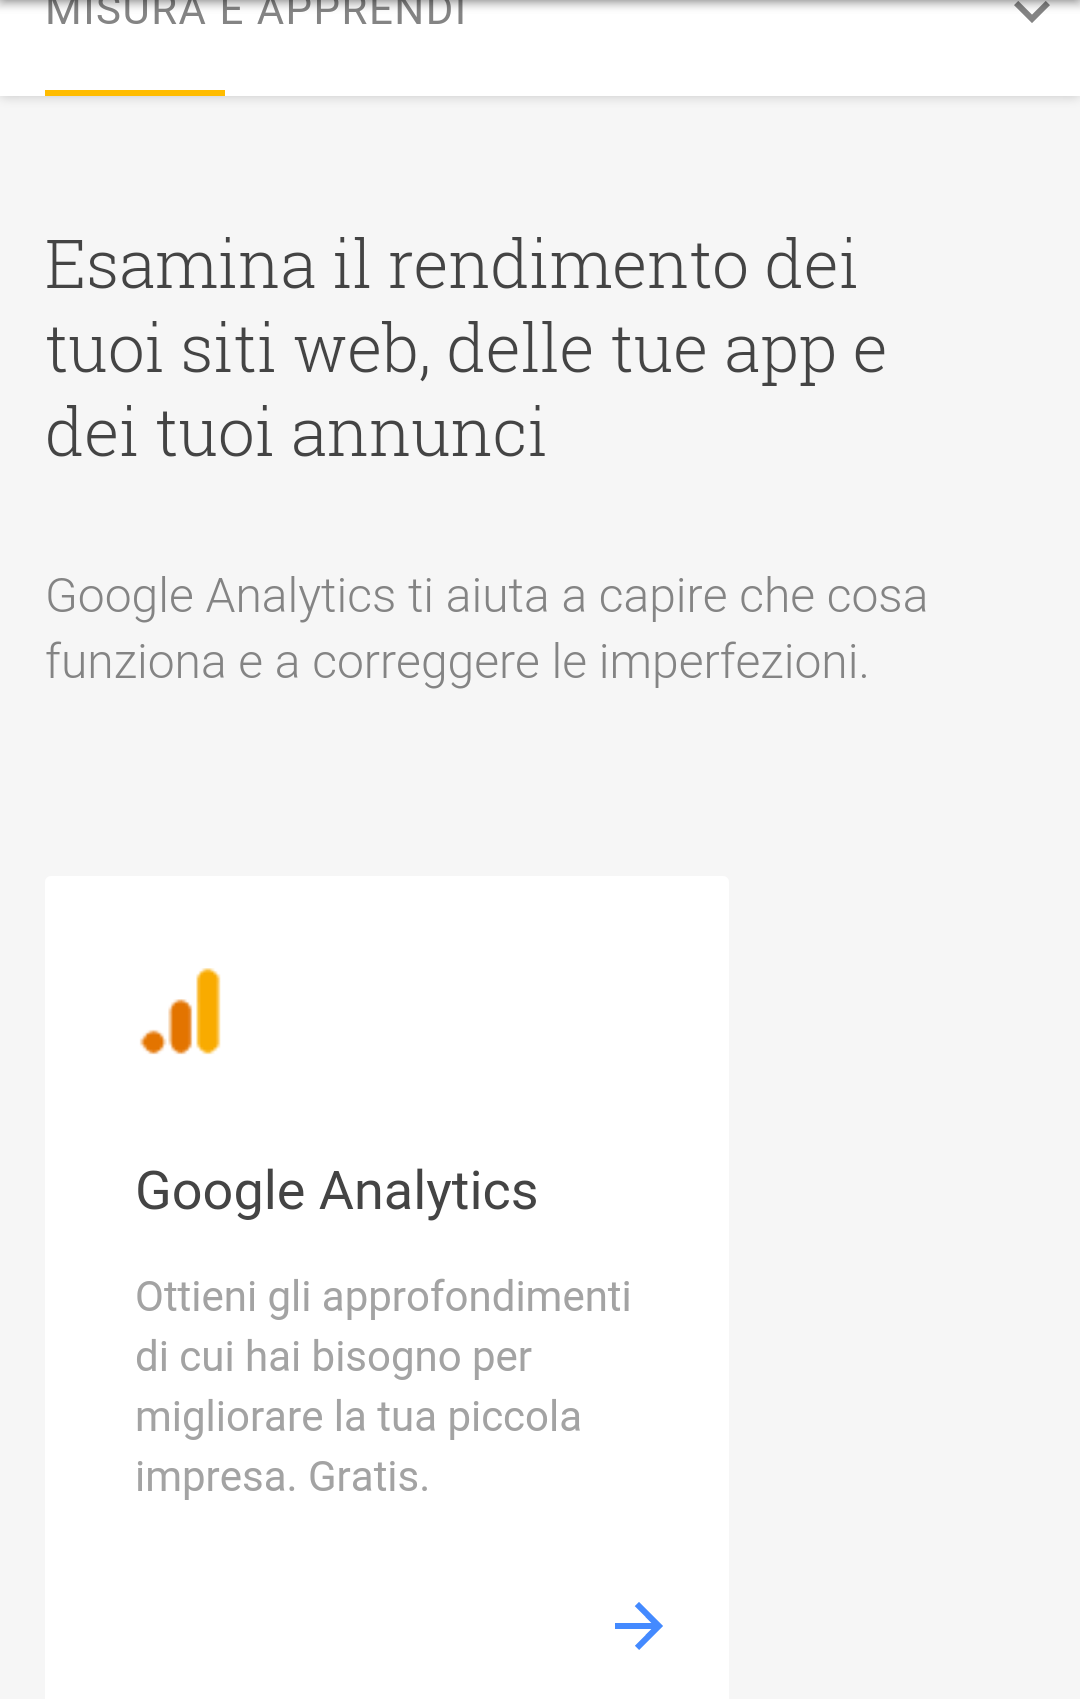 MISURA E APPRENDI
Esamina il rendimento dei
tuoi siti web, delle tue app e
dei tuoi annunci
Google Analytics ti aiuta a capire che cosa
funziona e a correggere le imperfezioni.
Google Analytics
Ottieni gli approfondimenti
di cui hai bisogno per
migliorare la tua piccola
impresa. Gratis.